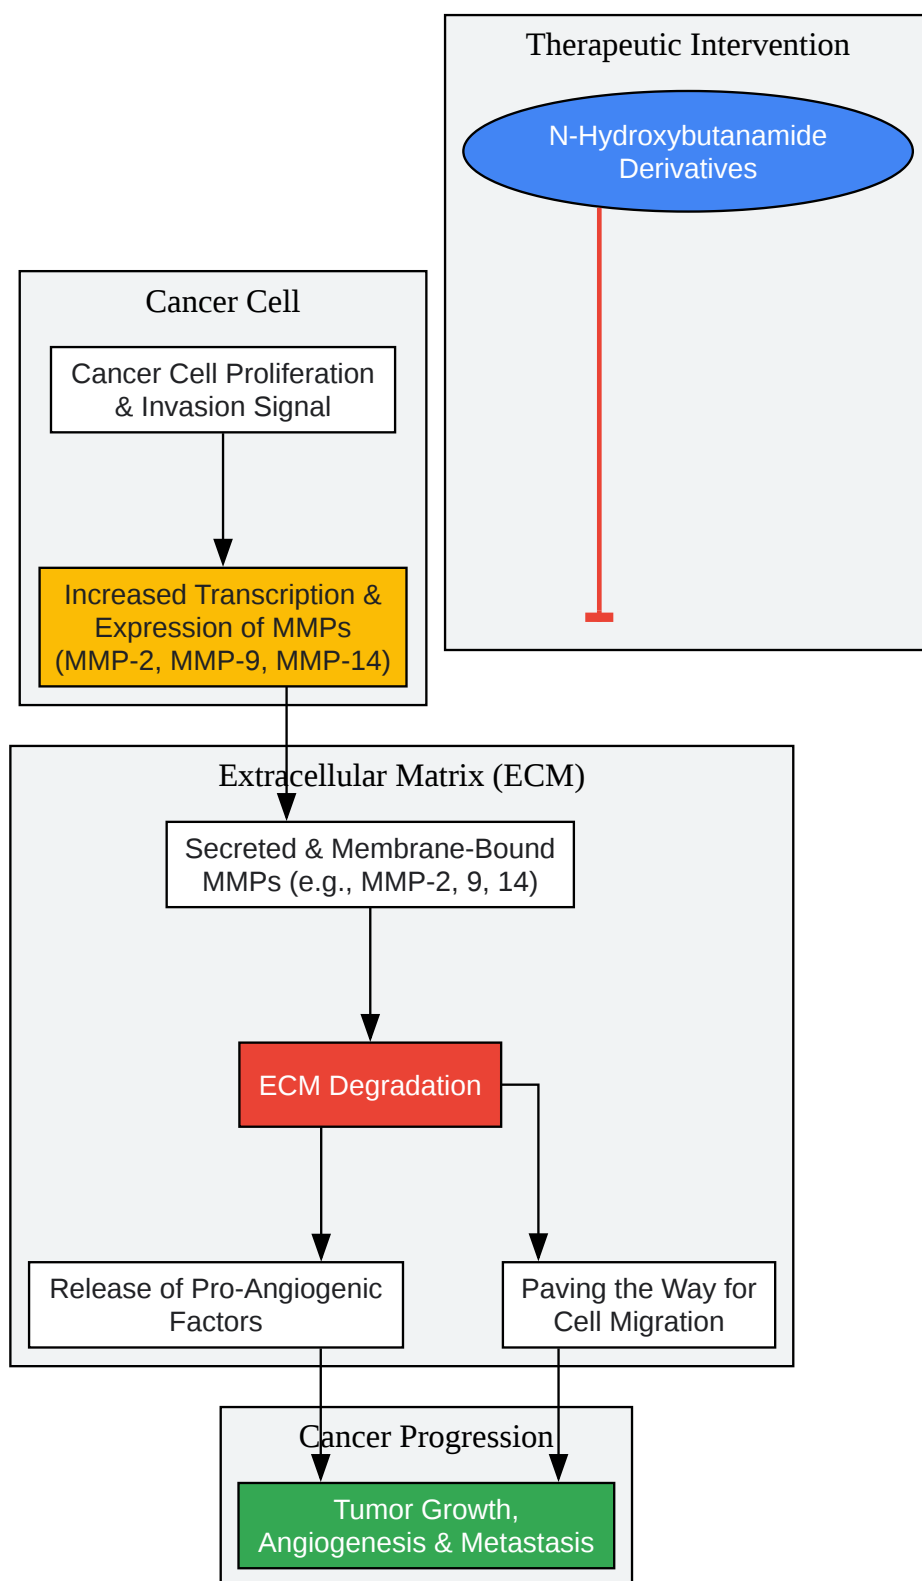 Therapeutic Intervention
N-Hydroxybutanamide
Derivatives
Cancer Cell
Cancer Cell Proliferation
& Invasion Signal
Increased Transcription &
Expression of MMPs
(MMP-2, MMP-9, MMP-14)
Extracellular Matrix (ECM)
Secreted & Membrane-Bound
MMPs (e.g., MMP-2, 9, 14)
ECM Degradation
Release of Pro-Angiogenic
Factors
Paving the Way for
Cell Migration
Cancer Progression
Tumor Growth,
Angiogenesis & Metastasis